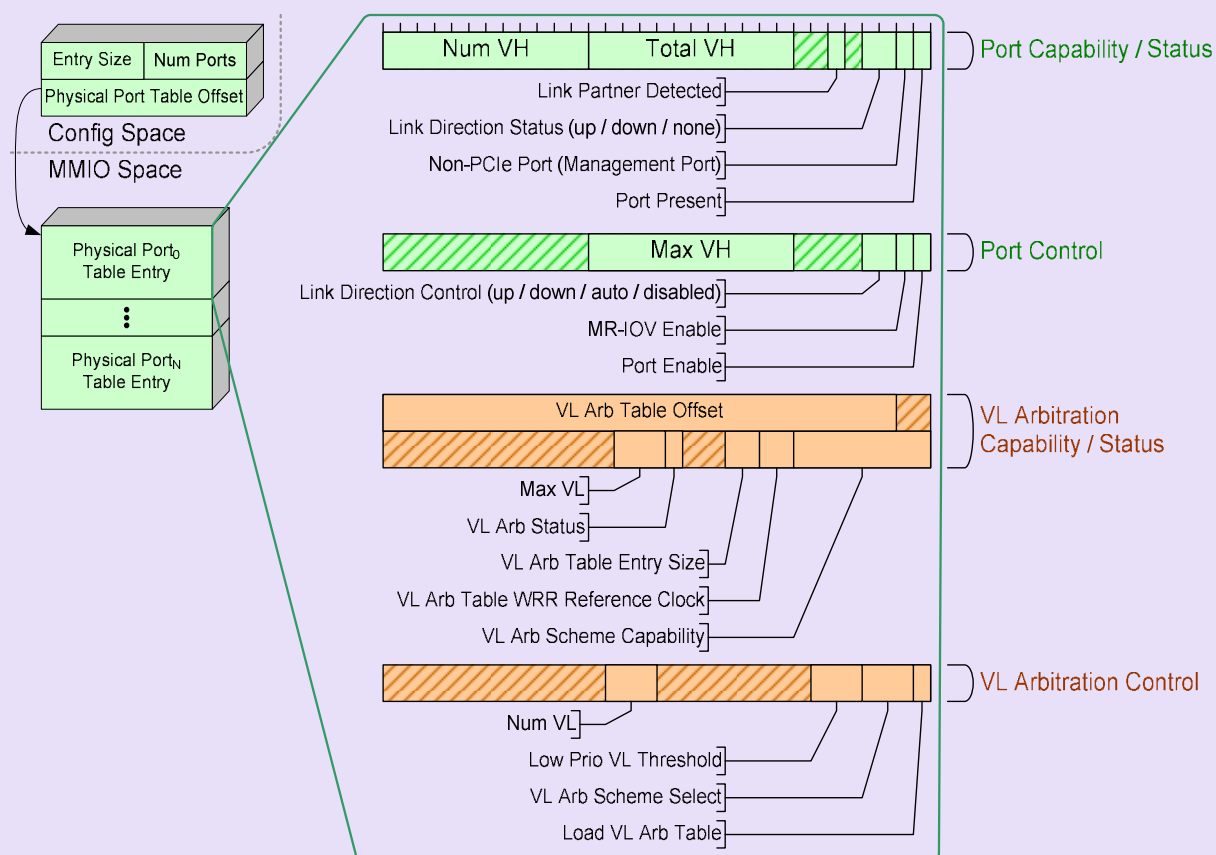 Entry Size
Num Ports
Physical Port Table Offset
Config Space
MMIO Space
Physical Port0
Table Entry
Physical PortN
Table Entry
Num VH
Total VH
Port Capability / Status
Link Partner Detected
Link Direction Status (up / down / none)
Non-PCIe Port (Management Port)
Port Present
Max VH
Port Control
Link Direction Control (up / down / auto / disabled)
MR-IOV Enable
Port Enable
VL Arb Table Offset
VL Arbitration
Capability / Status
Max VL
VL Arb Status
VL Arb Table Entry Size
VL Arb Table WRR Reference Clock
VL Arb Scheme Capability
VL Arbitration Control
Num VL
Low Prio VL Threshold
VL Arb Scheme Select
Load VL Arb Table